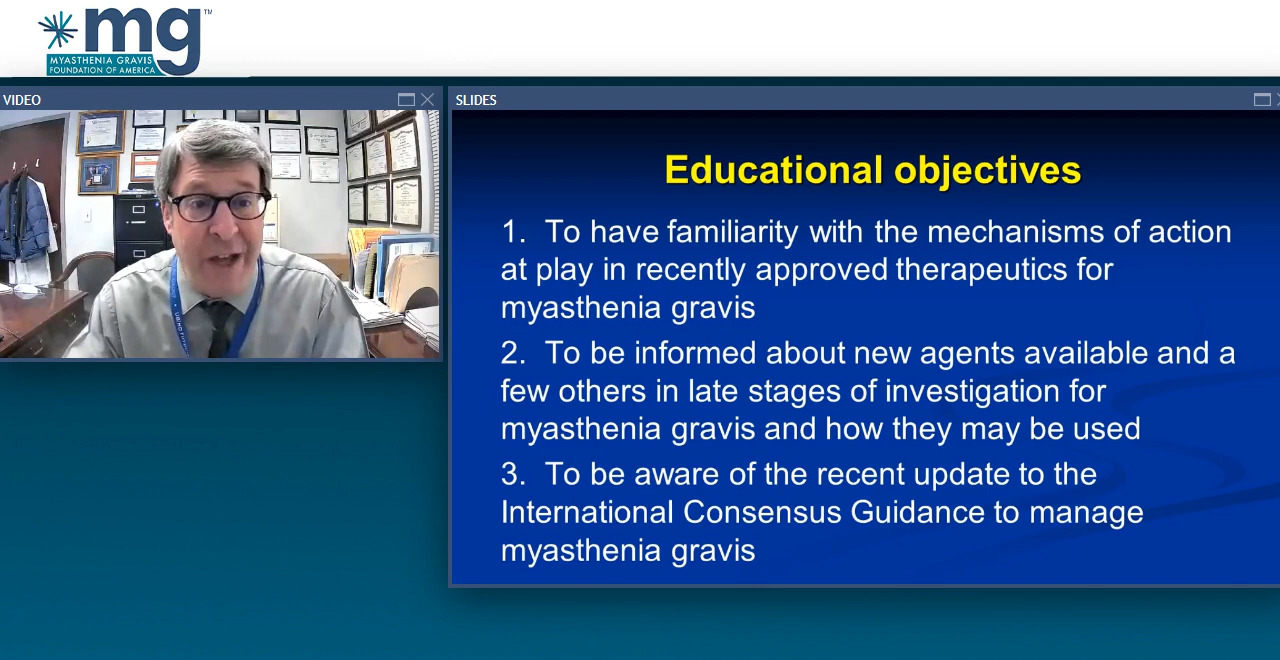 mg™
MYASTHENIA GRAVIS
FOUNDATION OF AMERICA
VIDEO
SLIDES
Educational objectives
1. To have familiarity with the mechanisms of action
at play in recently approved therapeutics for
myasthenia gravis
2. To be informed about new agents available and a
few others in late stages of investigation for
myasthenia gravis and how they may be used
3. To be aware of the recent update to the
International Consensus Guidance to manage
myasthenia gravis